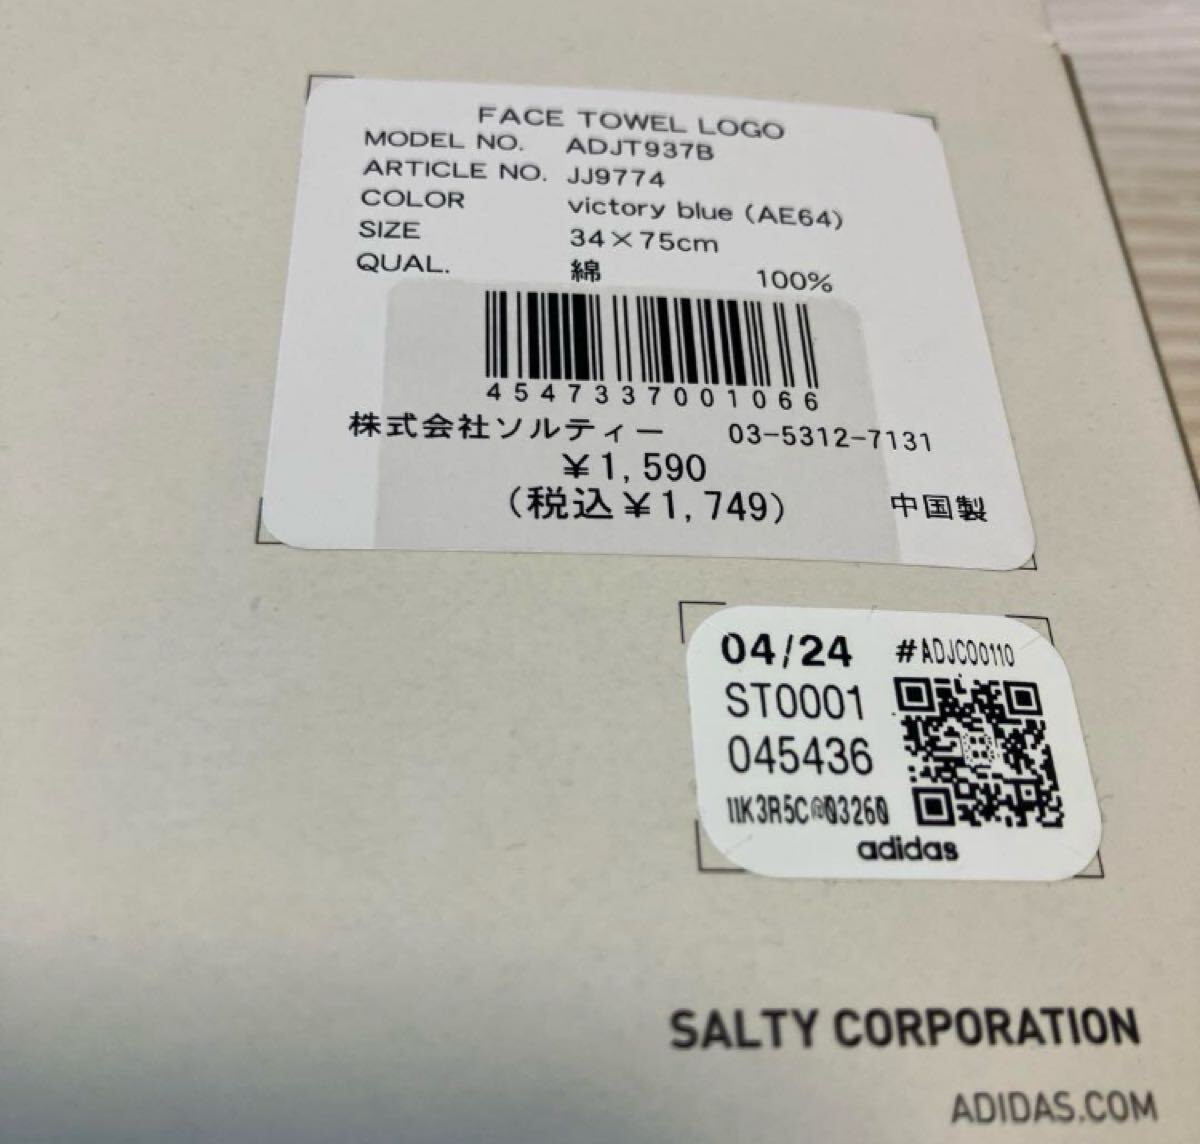 FACE TOWEL LOGO
MODEL NO. ADJT937B
ARTICLE NO. JJ9774
COLOR victory blue (AE64)
SIZE 34×75cm
QUAL. 綿 100%
4547337001066
株式会社ソルティー 03-5312-7131
¥1,590
(税込¥1,749) 中国製
04/24 #ADJC00110
ST0001
045436
11K3R5C@03260
adidas
SALTY CORPORATION
ADIDAS.COM